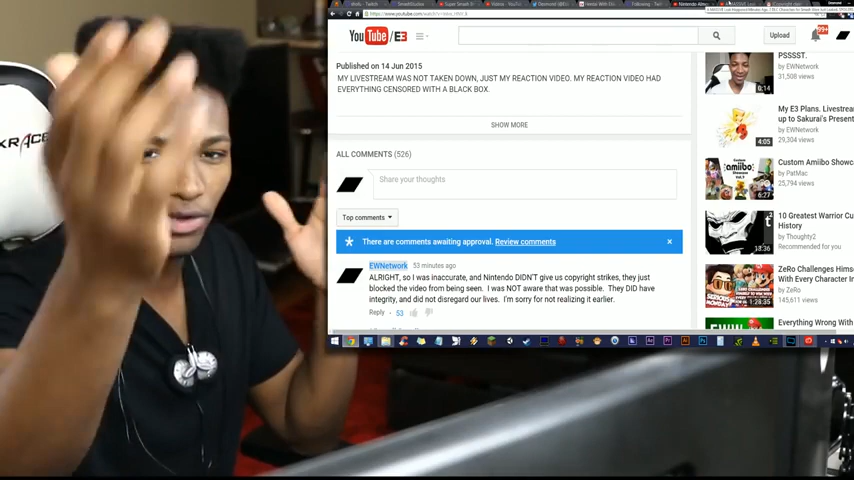 XRACE
YouTube /E3
Upload
99+
Published on 14 Jun 2015
MY LIVESTREAM WAS NOT TAKEN DOWN, JUST MY REACTION VIDEO. MY REACTION VIDEO HAD
EVERYTHING CENSORED WITH A BLACK BOX.
SHOW MORE
ALL COMMENTS (526)
Share your thoughts
Top comments
There are comments awaiting approval. Review comments
EWNetwork 53 minutes ago
ALRIGHT, so I was inaccurate, and Nintendo DIDN'T give us copyright strikes, they just
blocked the video from being seen. I was NOT aware that was possible. They DID have
integrity, and did not disregard our lives. I'm sorry for not realizing it earlier.
Reply 53
PSSSST.
by EWNetwork
31,508 views
0:14
My E3 Plans. Livestrea
up to Sakurai's Present
by EWNetwork
29,304 views
4:05
Custom Amiibo Showc
by PatMac
25,794 views
custom
amiibo
6:27
10 Greatest Warrior Cu
History
by Thoughty2
Recommended for you
13:36
ZeRo Challenges Hims
With Every Character I
by ZeRo
145,611 views
1:28:35
Everything Wrong With